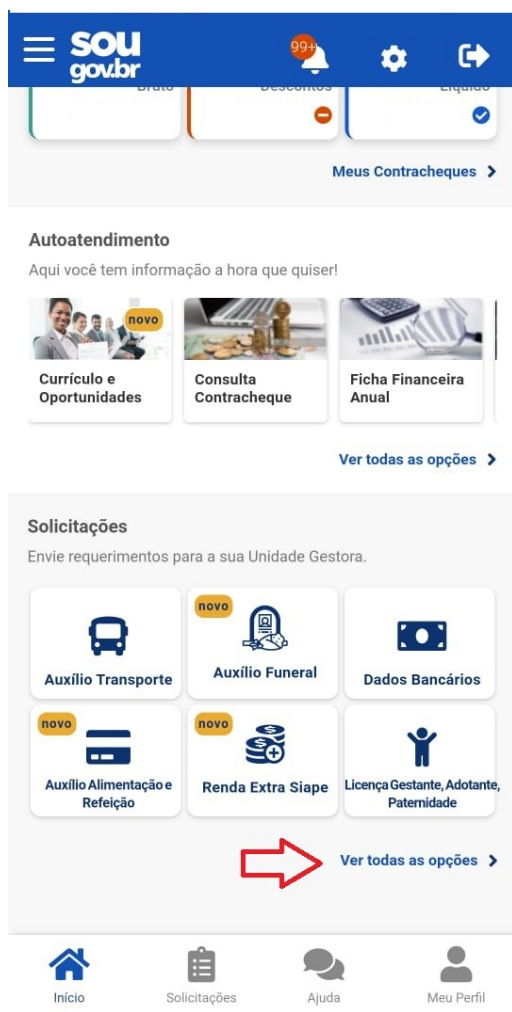 sou
gov.br
99+
Bruto
Descontos
Líquido
Meus Contracheques
Autoatendimento
Aqui você tem informação a hora que quiser!
novo
Currículo e
Oportunidades
Consulta
Contracheque
Ficha Financeira
Anual
Ver todas as opções
Solicitações
Envie requerimentos para a sua Unidade Gestora.
Auxílio Transporte
novo
Auxílio Funeral
Dados Bancários
novo
Auxílio Alimentação e
Refeição
novo
Renda Extra Siape
Licença Gestante, Adotante,
Paternidade
Ver todas as opções
Início
Solicitações
Ajuda
Meu Perfil